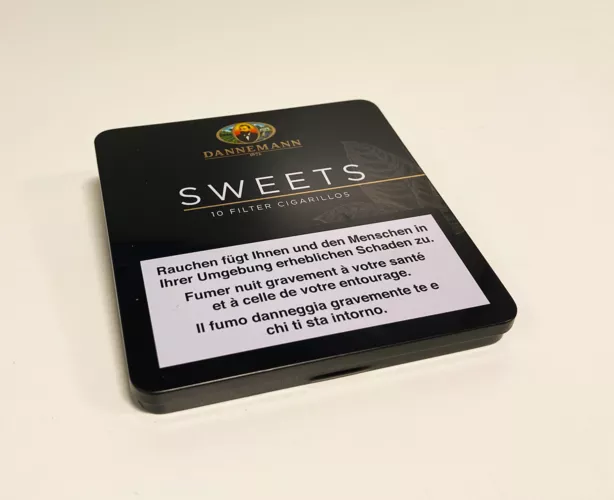 DANNEMANN
SWEETS
10 FILTER CIGARILLOS
Rauchen fügt Ihnen und den Menschen in
Ihrer Umgebung erheblichen Schaden zu.
Fumer nuit gravement à votre santé
et à celle de votre entourage.
Il fumo danneggia gravemente te e
chi ti sta intorno.